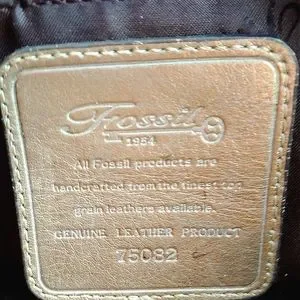 Fossil
1954
All Fossil products are
handcrafted from the finest top
grain leathers available.
GENUINE LEATHER PRODUCT
75082